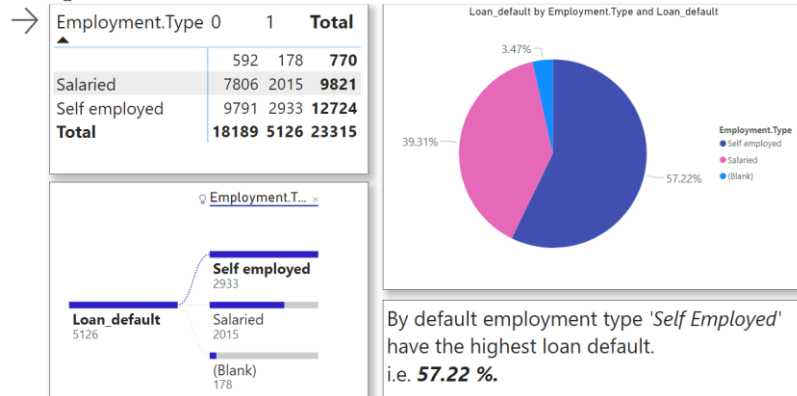 Employment.Type 0 1 Total
592 178 770
Salaried 7806 2015 9821
Self employed 9791 2933 12724
Total 18189 5126 23315
Loan_default by Employment.Type and Loan_default
3.47%
39.31%
57.22%
Employment.Type
Self employed
Salaried
(Blank)
Employment.T... ×
Self employed
2933
Loan_default
5126
Salaried
2015
(Blank)
178
By default employment type 'Self Employed'
have the highest loan default.
i.e. 57.22 %.